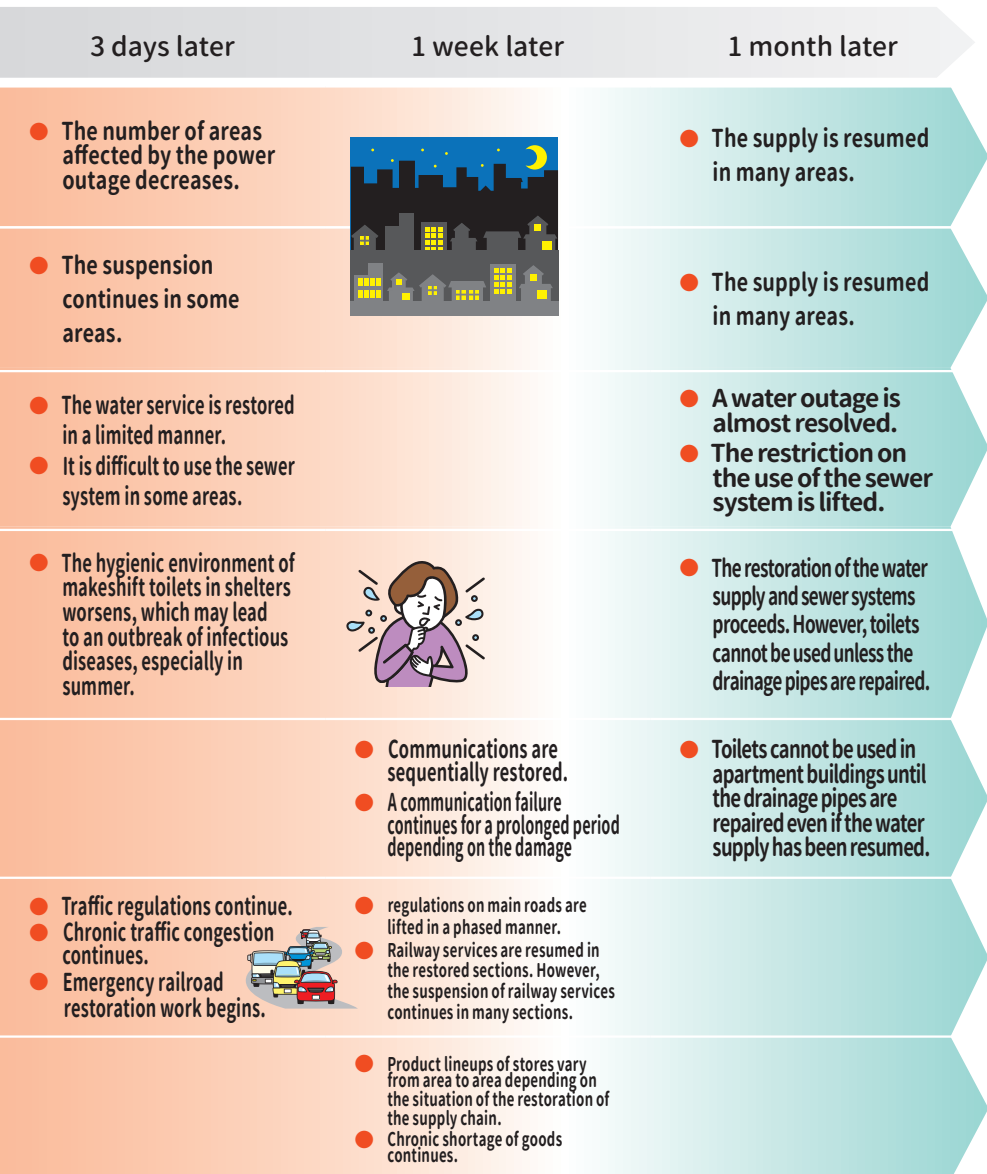 3 days later
1 week later
1 month later
● The number of areas
affected by the power
outage decreases.
● The supply is resumed
in many areas.
● The suspension
continues in some
areas.
● The supply is resumed
in many areas.
● The water service is restored
in a limited manner.
● It is difficult to use the sewer
system in some areas.
● A water outage is
almost resolved.
● The restriction on
the use of the sewer
system is lifted.
● The hygienic environment of
makeshift toilets in shelters
worsens, which may lead
to an outbreak of infectious
diseases, especially in
summer.
● The restoration of the water
supply and sewer systems
proceeds. However, toilets
cannot be used unless the
drainage pipes are repaired.
● Communications are
sequentially restored.
● A communication failure
continues for a prolonged period
depending on the damage
● Toilets cannot be used in
apartment buildings until
the drainage pipes are
repaired even if the water
supply has been resumed.
● Traffic regulations continue.
● Chronic traffic congestion
continues.
● Emergency railroad
restoration work begins.
● regulations on main roads are
lifted in a phased manner.
● Railway services are resumed in
the restored sections. However,
the suspension of railway services
continues in many sections.
● Product lineups of stores vary
from area to area depending on
the situation of the restoration of
the supply chain.
● Chronic shortage of goods
continues.